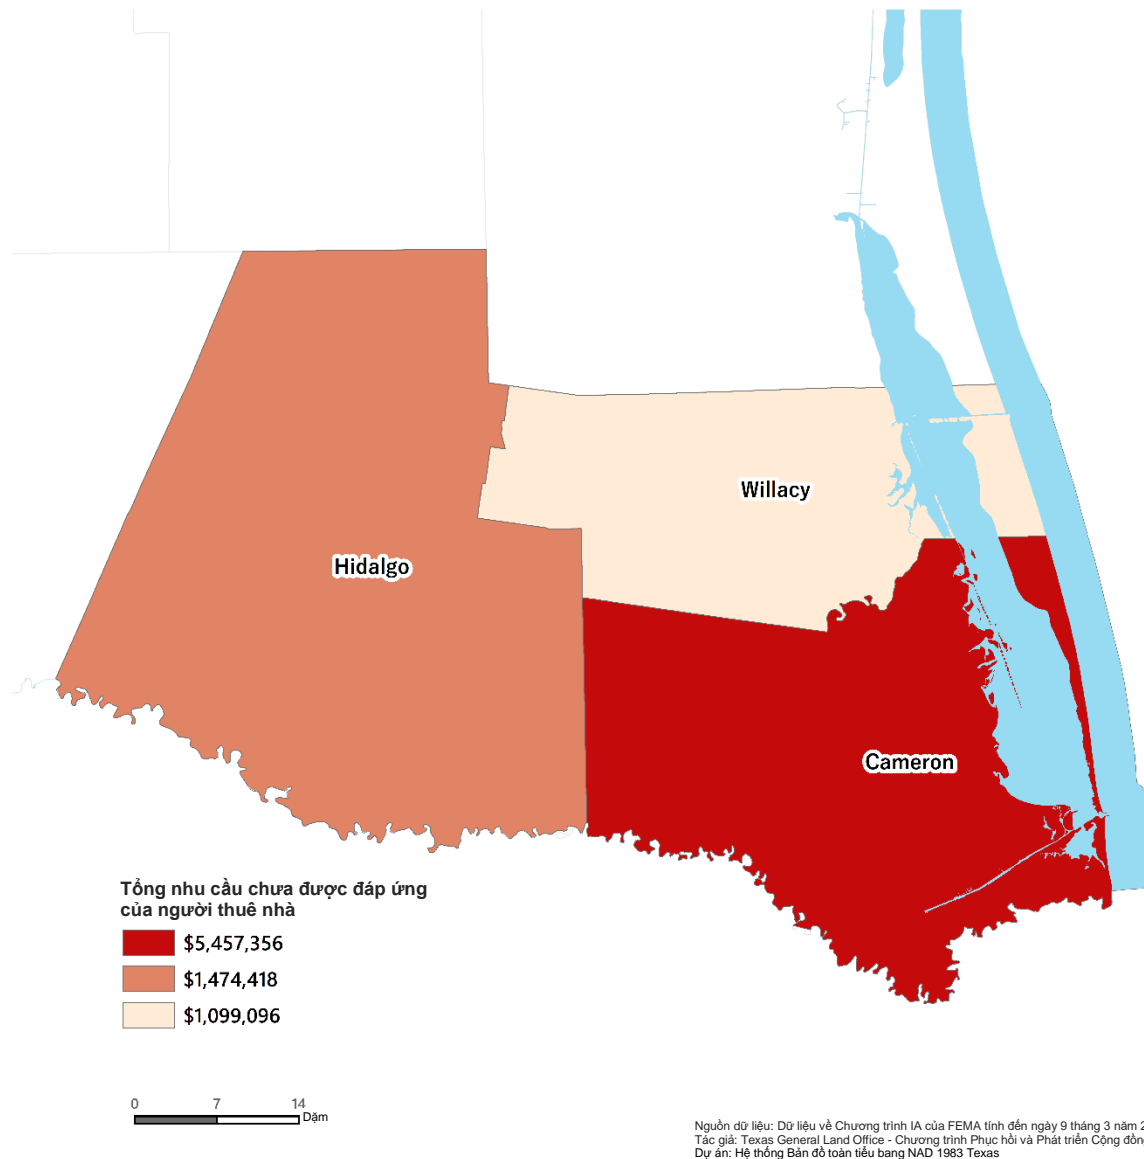 Willacy
Hidalgo
Cameron
Tổng nhu cầu chưa được đáp ứng
của người thuê nhà
$5,457,356
$1,474,418
$1,099,096
0 7 14
Dặm
Nguồn dữ liệu: Dữ liệu về Chương trình IA của FEMA tính đến ngày 9 tháng 3 năm 2
Tác giả: Texas General Land Office - Chương trình Phục hồi và Phát triển Cộng đồng
Dự án: Hệ thống Bản đồ toàn tiểu bang NAD 1983 Texas